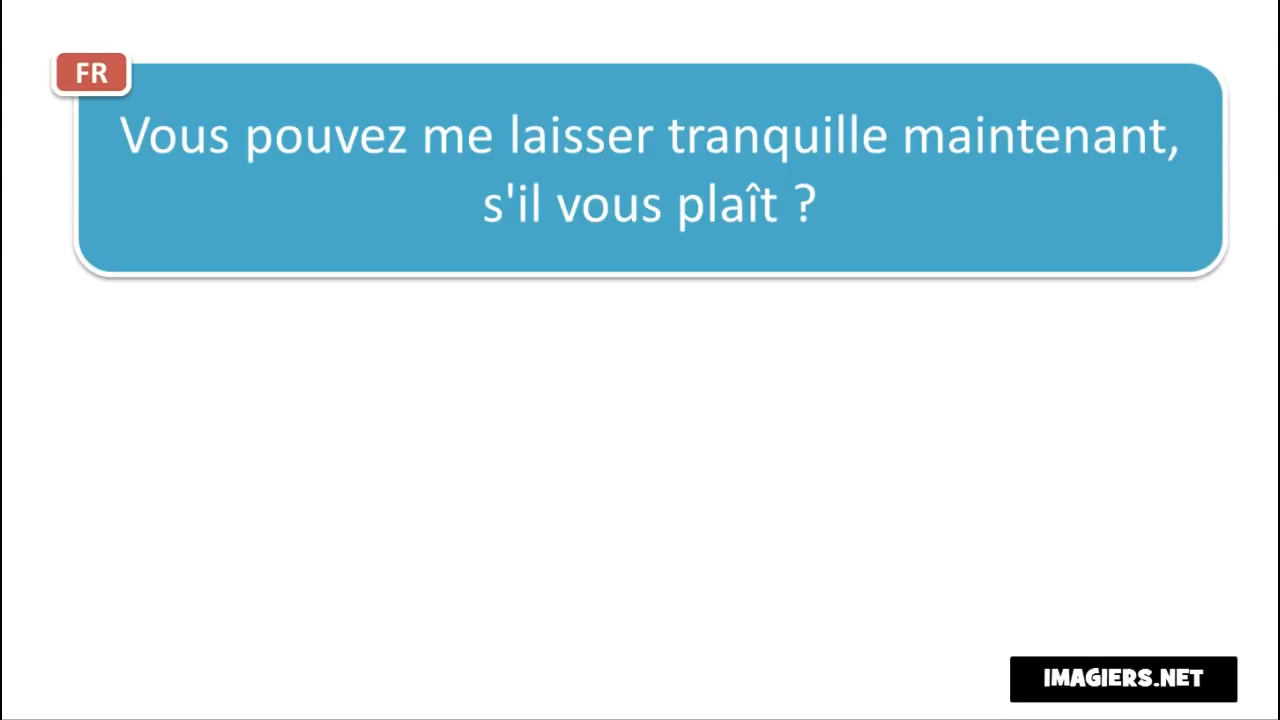 FR
Vous pouvez me laisser tranquille maintenant,
s'il vous plaît ?
IMAGIERS.NET